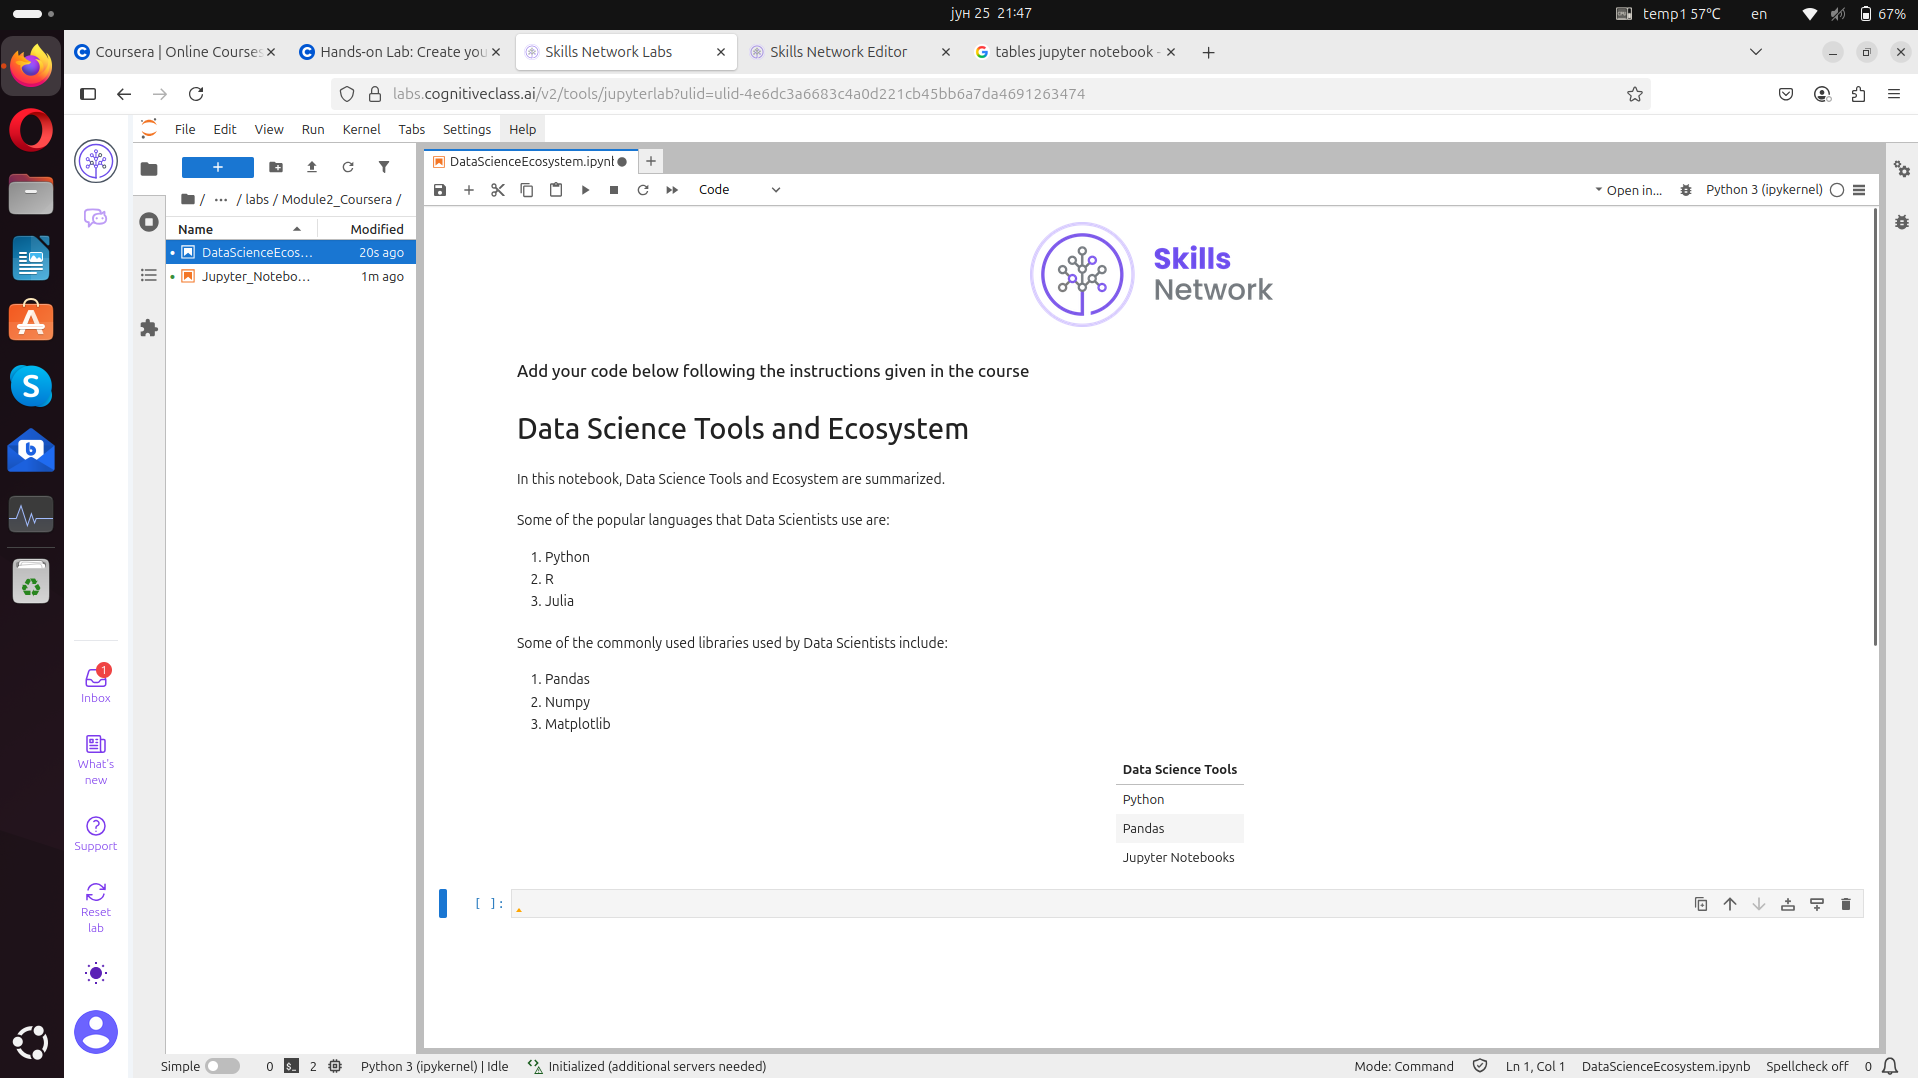 јун 25 21:47
temp1 57°C
en
67%
Coursera | Online Courses
Hands-on Lab: Create you
Skills Network Labs
Skills Network Editor
tables jupyter notebook -
labs.cognitiveclass.ai/v2/tools/jupyterlab?ulid=ulid-4e6dc3a6683c4a0d221cb45bb6a7da4691263474
File Edit View Run Kernel Tabs Settings Help
DataScienceEcosystem.ipynb
/ ··· / labs / Module2_Coursera /
Code
Open in...
Python 3 (ipykernel)
Name Modified
DataScienceEcos... 20s ago
Jupyter_Notebo... 1m ago
Skills
Network
Add your code below following the instructions given in the course
Data Science Tools and Ecosystem
In this notebook, Data Science Tools and Ecosystem are summarized.
Some of the popular languages that Data Scientists use are:
1. Python
2. R
3. Julia
Some of the commonly used libraries used by Data Scientists include:
1. Pandas
2. Numpy
3. Matplotlib
Data Science Tools
Python
Pandas
Jupyter Notebooks
[ ]:
1
Inbox
What's
new
Support
Reset
lab
Simple
0
2
Python 3 (ipykernel) | Idle
Initialized (additional servers needed)
Mode: Command
Ln 1, Col 1
DataScienceEcosystem.ipynb
Spellcheck off
0